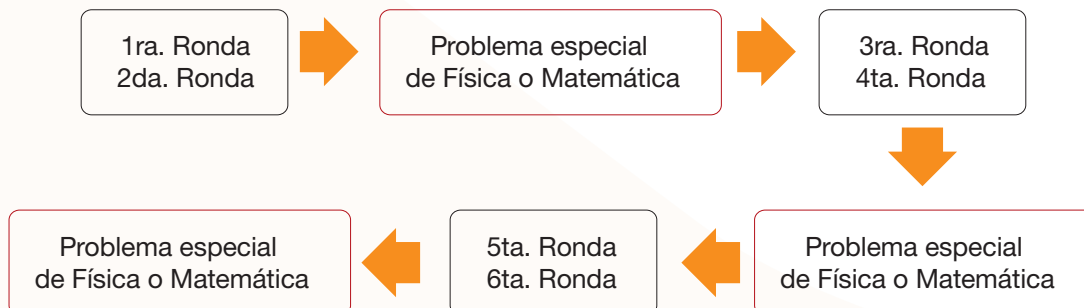 1ra. Ronda
2da. Ronda
Problema especial
de Física o Matemática
3ra. Ronda
4ta. Ronda
Problema especial
de Física o Matemática
5ta. Ronda
6ta. Ronda
Problema especial
de Física o Matemática